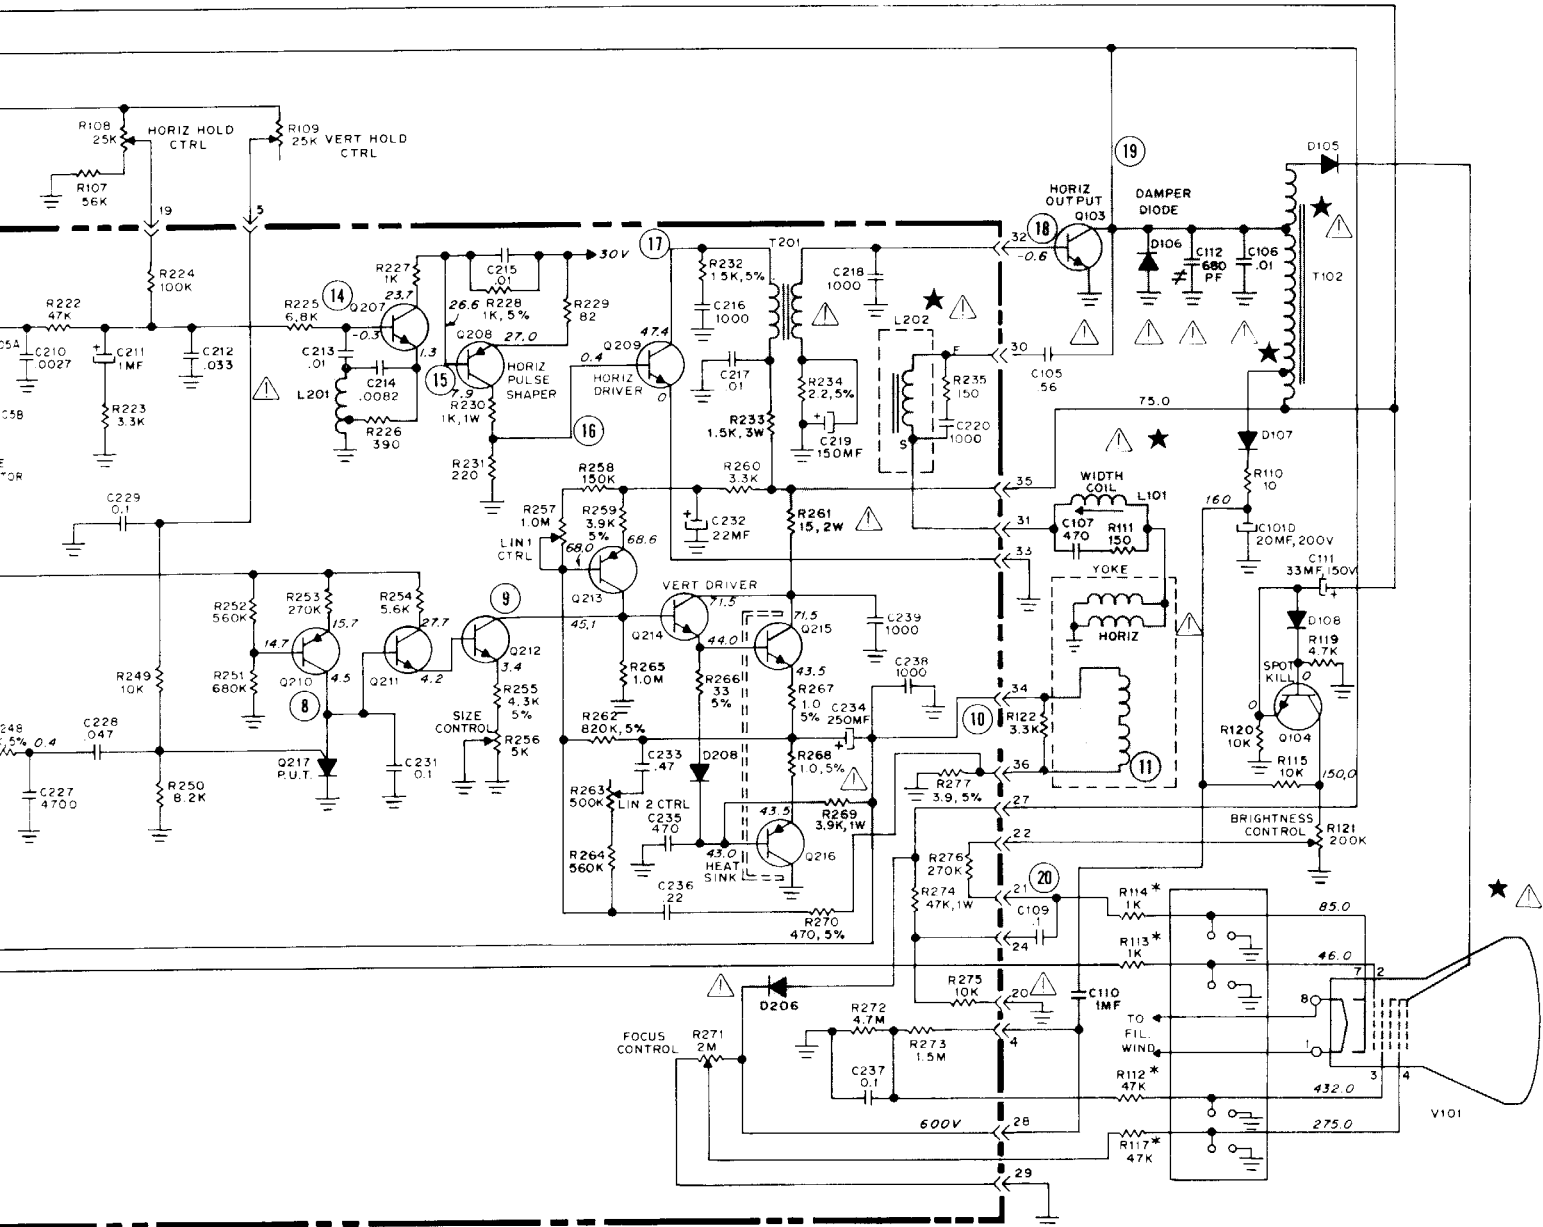 R108
25K
HORIZ HOLD
CTRL
R109
25K VERT HOLD
CTRL
R107
56K
19
5
R224
100K
R222
47K
R225
6.8K
R227
1K
23.7
14
Q207
-0.3
1.3
05A
C210
.0027
C211
1MF
C212
.033
C213
.01
C214
.0082
L201
R226
390
R223
3.3K
C5B
TOR
C215
.01
R228
1K, 5%
26.6
30V
R229
82
27.0
Q208
HORIZ
PULSE
SHAPER
15
7.9
R230
1K, 1W
16
R231
220
0.4
Q209
HORIZ
DRIVER
47.4
0
17
R232
1.5K, 5%
C216
1000
T201
C217
.01
R233
1.5K, 3W
R234
2.2, 5%
C219
150MF
C218
1000
L202
F
S
R235
150
C220
1000
32
18
-0.6
30
C105
56
HORIZ
OUTPUT
Q103
19
DAMPER
DIODE
D106
C112
680
PF
C106
.01
T102
D105
75.0
D107
R110
10
160
C101D
20MF, 200V
WIDTH
COIL
L101
C107
470
R111
150
35
31
33
YOKE
HORIZ
C111
33MF, 150V
D108
R119
4.7K
SPOT
KILL
0
0
Q104
R120
10K
R115
10K
150.0
BRIGHTNESS
CONTROL
R121
200K
C229
0.1
R252
560K
R253
270K
R254
5.6K
15.7
14.7
27.7
Q210
4.5
Q211
4.2
R251
680K
R249
10K
8
9
Q212
3.4
R255
4.3K
5%
SIZE
CONTROL
R256
5K
248
, 5%
0.4
C228
.047
C227
4700
R250
8.2K
Q217
P.U.T.
C231
0.1
R258
150K
R257
1.0M
LIN 1
CTRL
R259
3.9K
5%
68.0
68.6
Q213
45.1
R260
3.3K
C232
22MF
R261
15, 2W
VERT DRIVER
71.5
Q214
44.0
71.5
Q215
43.5
C239
1000
R265
1.0M
R266
33
5%
R267
1.0
5%
C234
250MF
C238
1000
R262
820K, 5%
C233
.47
D208
R268
1.0, 5%
R263
500K
LIN 2 CTRL
C235
470
43.5
R269
3.9K, 1W
Q216
43.0
HEAT
SINK
R264
560K
C236
.22
R270
470, 5%
34
10
R122
3.3K
11
36
R277
3.9, 5%
27
22
R276
270K
20
21
R274
47K, 1W
C109
.1
24
R114*
1K
85.0
R113*
1K
46.0
R275
10K
20
D206
C110
1MF
R272
4.7M
R273
1.5M
4
C237
0.1
FOCUS
CONTROL
R271
2M
600V
28
29
TO
FIL.
WIND
7
2
8
1
3
4
R112*
47K
432.0
R117*
47K
275.0
V101